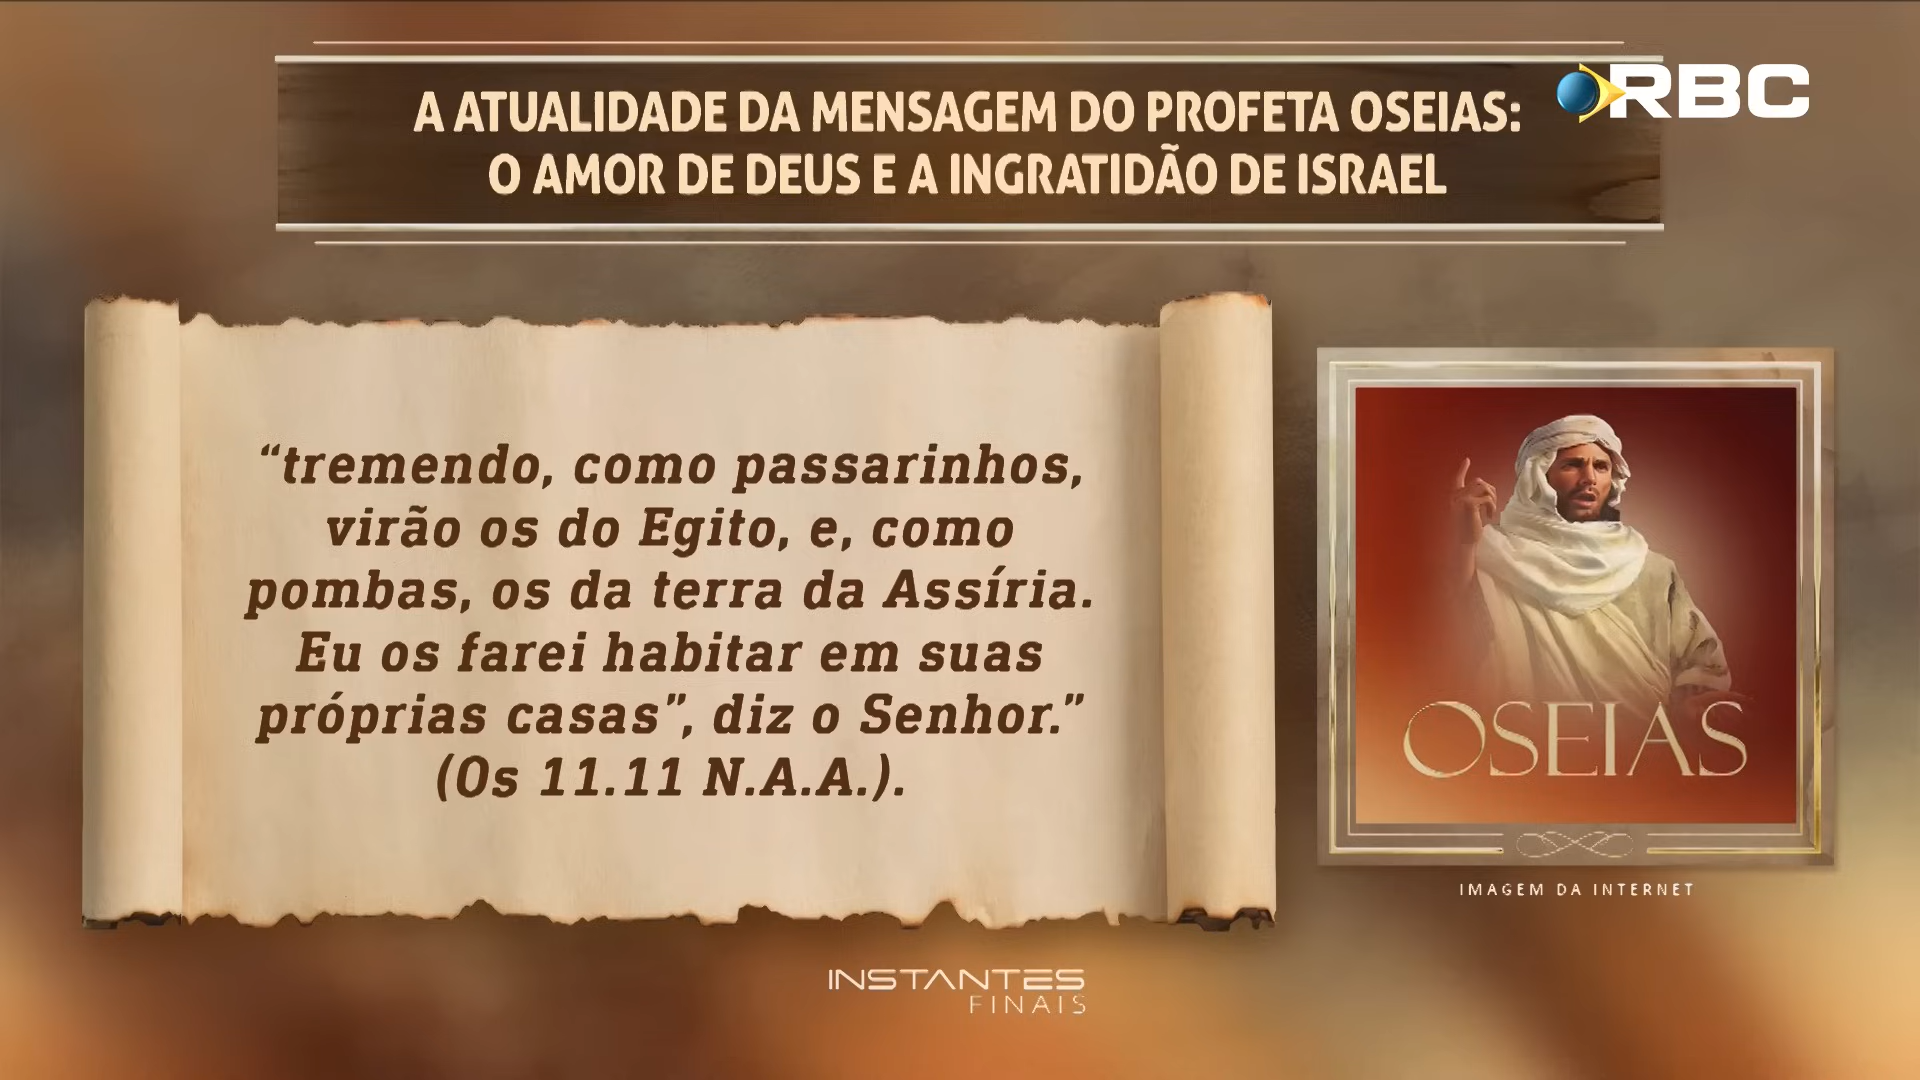 A ATUALIDADE DA MENSAGEM DO PROFETA OSEIAS:
O AMOR DE DEUS E A INGRATIDÃO DE ISRAEL
RBC
“tremendo, como passarinhos,
virão os do Egito, e, como
pombas, os da terra da Assíria.
Eu os farei habitar em suas
próprias casas”, diz o Senhor.”
(Os 11.11 N.A.A.).
OSEIAS
IMAGEM DA INTERNET
INSTANTES
FINAIS